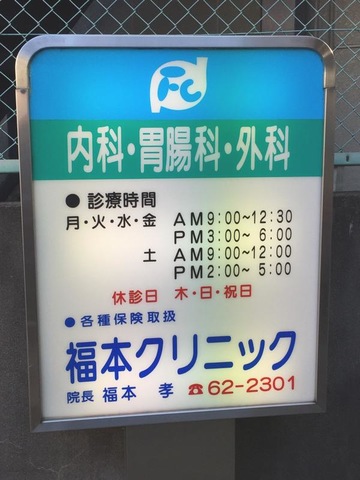 FC
内科・胃腸科・外科
● 診療時間
月・火・水・金 AM9:00~12:30
PM3:00~ 6:00
土 AM9:00~12:00
PM2:00~ 5:00
休診日 木・日・祝日
● 各種保険取扱
福本クリニック
院長 福本 孝 ☎62-2301